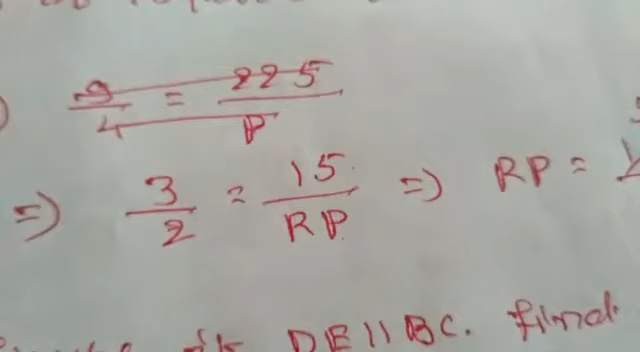 9/4 = 225/P
=> 3/2 = 15/RP => RP =
DE || BC. find